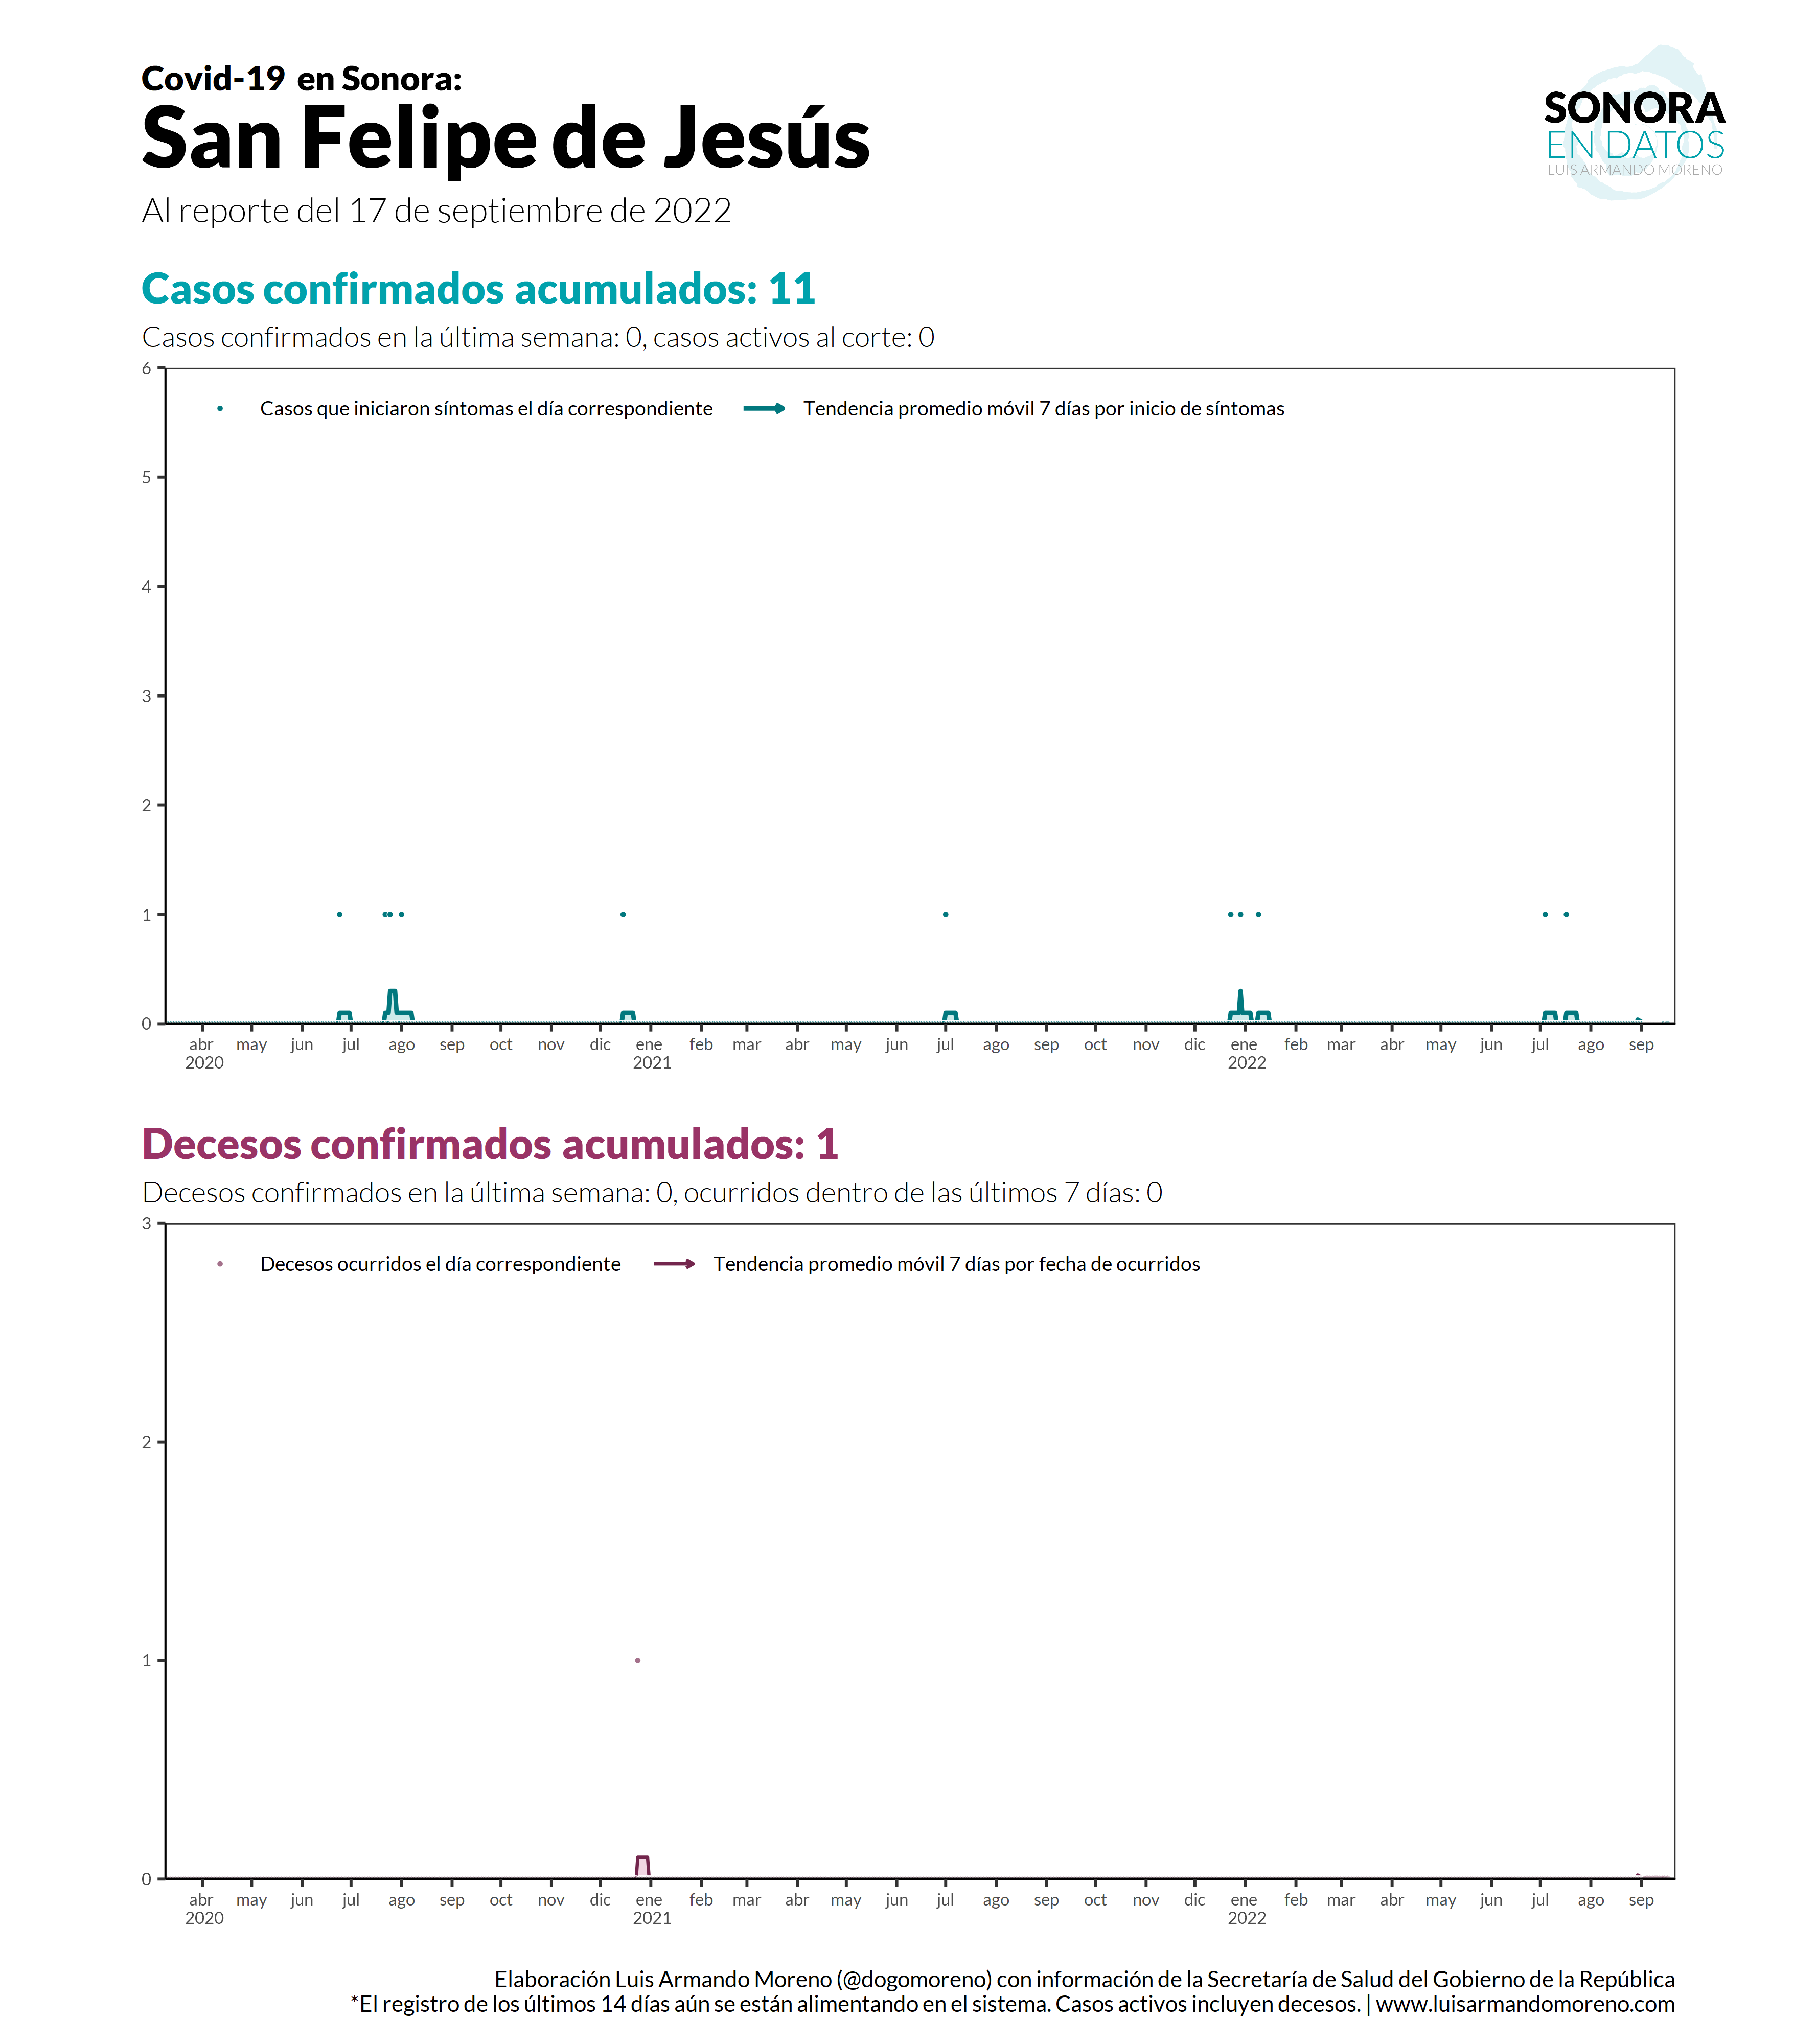 Covid-19 en Sonora:
San Felipe de Jesús
Al reporte del 17 de septiembre de 2022
SONORA
EN DATOS
LUIS ARMANDO MORENO
Casos confirmados acumulados: 11
Casos confirmados en la última semana: 0, casos activos al corte: 0
Casos que iniciaron síntomas el día correspondiente Tendencia promedio móvil 7 días por inicio de síntomas
6
5
4
3
2
1
0
abr may jun jul ago sep oct nov dic ene feb mar abr may jun jul ago sep oct nov dic ene feb mar abr may jun jul ago sep
2020 2021 2022
Decesos confirmados acumulados: 1
Decesos confirmados en la última semana: 0, ocurridos dentro de las últimos 7 días: 0
Decesos ocurridos el día correspondiente Tendencia promedio móvil 7 días por fecha de ocurridos
3
2
1
0
abr may jun jul ago sep oct nov dic ene feb mar abr may jun jul ago sep oct nov dic ene feb mar abr may jun jul ago sep
2020 2021 2022
Elaboración Luis Armando Moreno (@dogomoreno) con información de la Secretaría de Salud del Gobierno de la República
*El registro de los últimos 14 días aún se están alimentando en el sistema. Casos activos incluyen decesos. | www.luisarmandomoreno.com